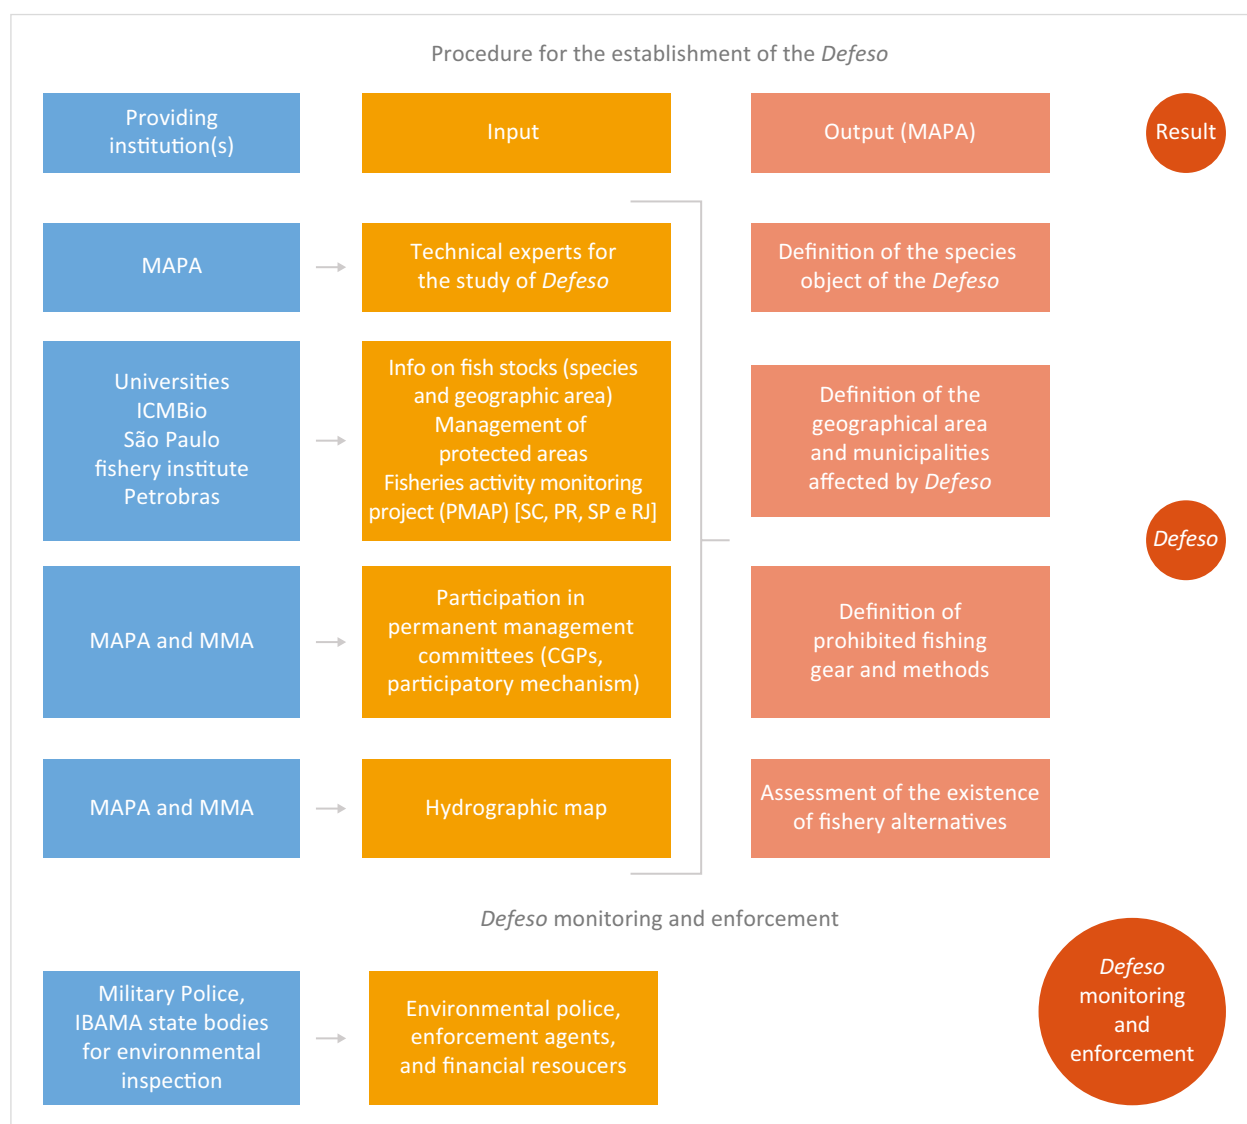 Procedure for the establishment of the Defeso
Providing
institution(s)
Input
Output (MAPA)
Result
MAPA
Technical experts for
the study of Defeso
Definition of the species
object of the Defeso
Universities
ICMBio
São Paulo
fishery institute
Petrobras
Info on fish stocks (species
and geographic area)
Management of
protected areas
Fisheries activity monitoring
project (PMAP) [SC, PR, SP e RJ]
Definition of the
geographical area
and municipalities
affected by Defeso
Defeso
MAPA and MMA
Participation in
permanent management
committees (CGPs,
participatory mechanism)
Definition of
prohibited fishing
gear and methods
MAPA and MMA
Hydrographic map
Assessment of the existence
of fishery alternatives
Defeso monitoring and enforcement
Military Police,
IBAMA state bodies
for environmental
inspection
Environmental police,
enforcement agents,
and financial resoucers
Defeso
monitoring
and
enforcement